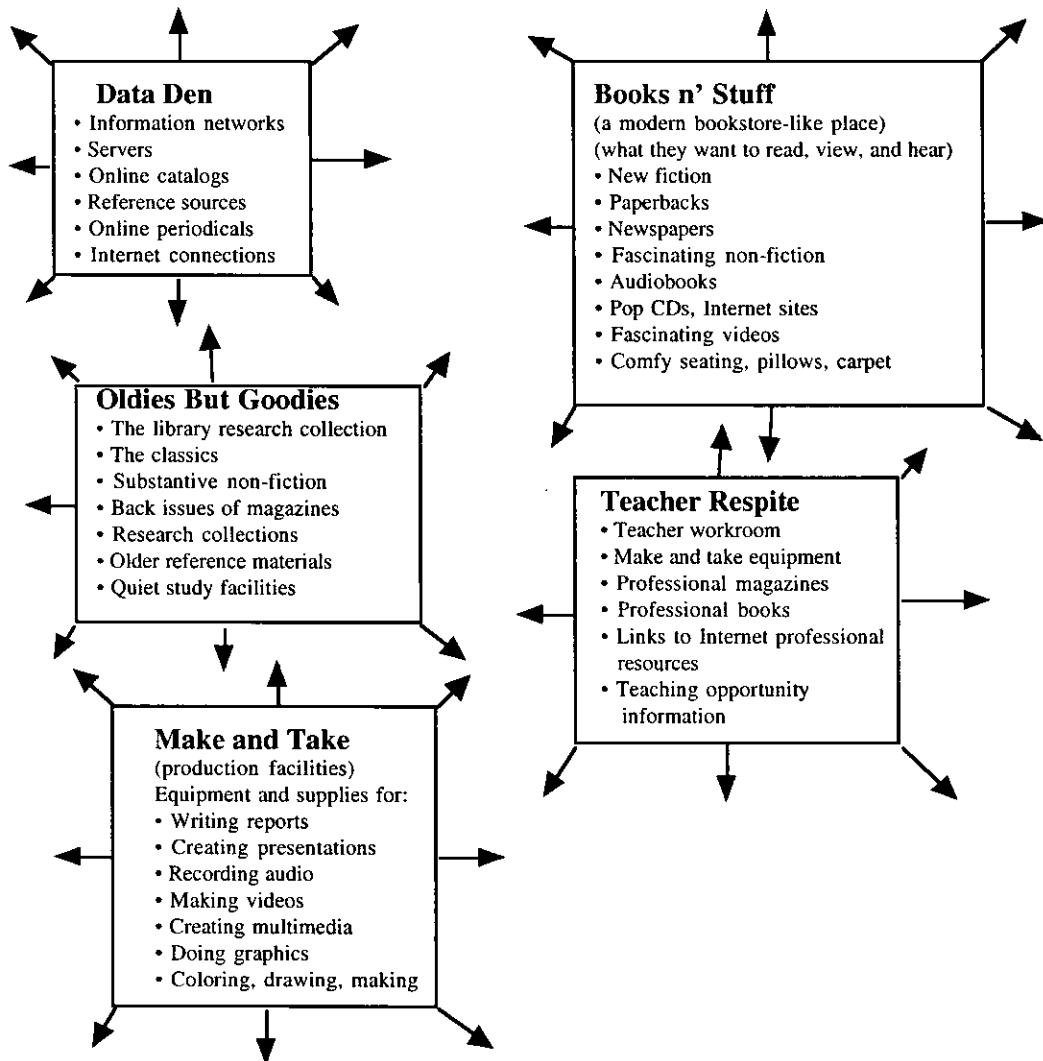 Data Den
• Information networks
• Servers
• Online catalogs
• Reference sources
• Online periodicals
• Internet connections
Oldies But Goodies
• The library research collection
• The classics
• Substantive non-fiction
• Back issues of magazines
• Research collections
• Older reference materials
• Quiet study facilities
Make and Take
(production facilities)
Equipment and supplies for:
• Writing reports
• Creating presentations
• Recording audio
• Making videos
• Creating multimedia
• Doing graphics
• Coloring, drawing, making
Books n' Stuff
(a modern bookstore-like place)
(what they want to read, view, and hear)
• New fiction
• Paperbacks
• Newspapers
• Fascinating non-fiction
• Audiobooks
• Pop CDs, Internet sites
• Fascinating videos
• Comfy seating, pillows, carpet
Teacher Respite
• Teacher workroom
• Make and take equipment
• Professional magazines
• Professional books
• Links to Internet professional
resources
• Teaching opportunity
information